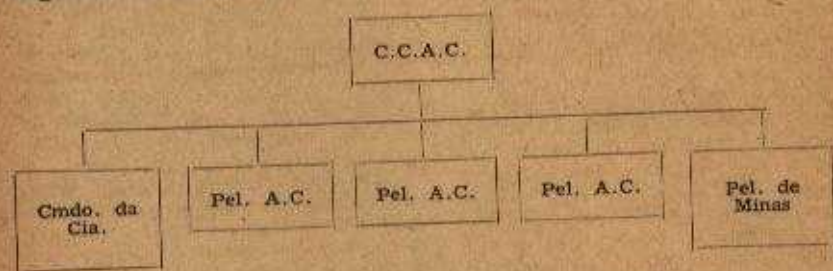 C.C.A.C.
Cmdo. da
Cia.
Pel. A.C.
Pel. A.C.
Pel. A.C.
Pel. de
Minas